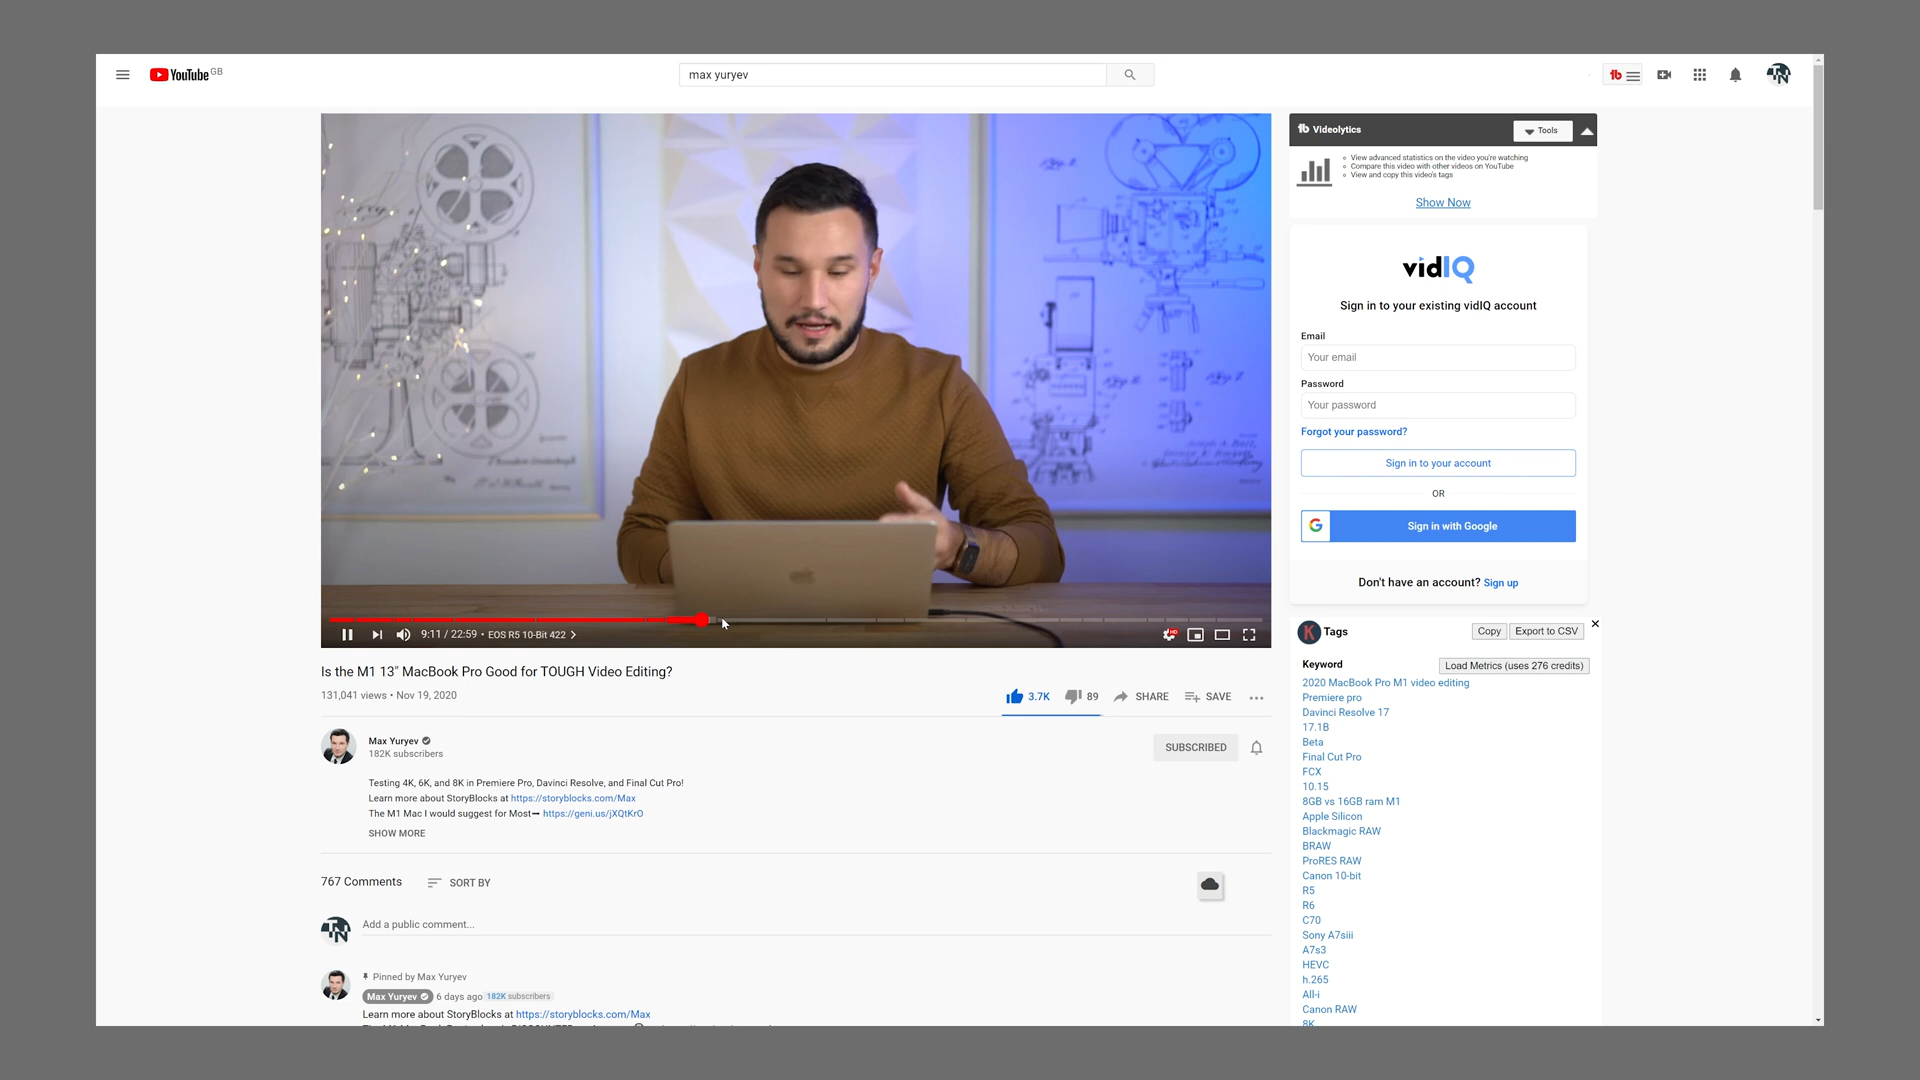 YouTube GB
max yuryev
tb
TN
tb Videolytics
Tools
View advanced statistics on the video you're watching
Compare this video with other videos on YouTube
View and copy this video's tags
Show Now
vidIQ
Sign in to your existing vidIQ account
Email
Your email
Password
Your password
Forgot your password?
Sign in to your account
OR
G
Sign in with Google
Don't have an account? Sign up
9:11 / 22:59 • EOS R5 10-Bit 422
HD
Is the M1 13" MacBook Pro Good for TOUGH Video Editing?
131,041 views • Nov 19, 2020
3.7K
89
SHARE
SAVE
Max Yuryev
182K subscribers
SUBSCRIBED
Testing 4K, 6K, and 8K in Premiere Pro, Davinci Resolve, and Final Cut Pro!
Learn more about StoryBlocks at https://storyblocks.com/Max
The M1 Mac I would suggest for Most➞ https://geni.us/jXQtKrO
SHOW MORE
767 Comments
SORT BY
TN
Add a public comment...
Pinned by Max Yuryev
Max Yuryev 6 days ago 182K subscribers
Learn more about StoryBlocks at https://storyblocks.com/Max
K Tags
Copy
Export to CSV
Keyword
Load Metrics (uses 276 credits)
2020 MacBook Pro M1 video editing
Premiere pro
Davinci Resolve 17
17.1B
Beta
Final Cut Pro
FCX
10.15
8GB vs 16GB ram M1
Apple Silicon
Blackmagic RAW
BRAW
ProRES RAW
Canon 10-bit
R5
R6
C70
Sony A7siii
A7s3
HEVC
h.265
All-i
Canon RAW
8K